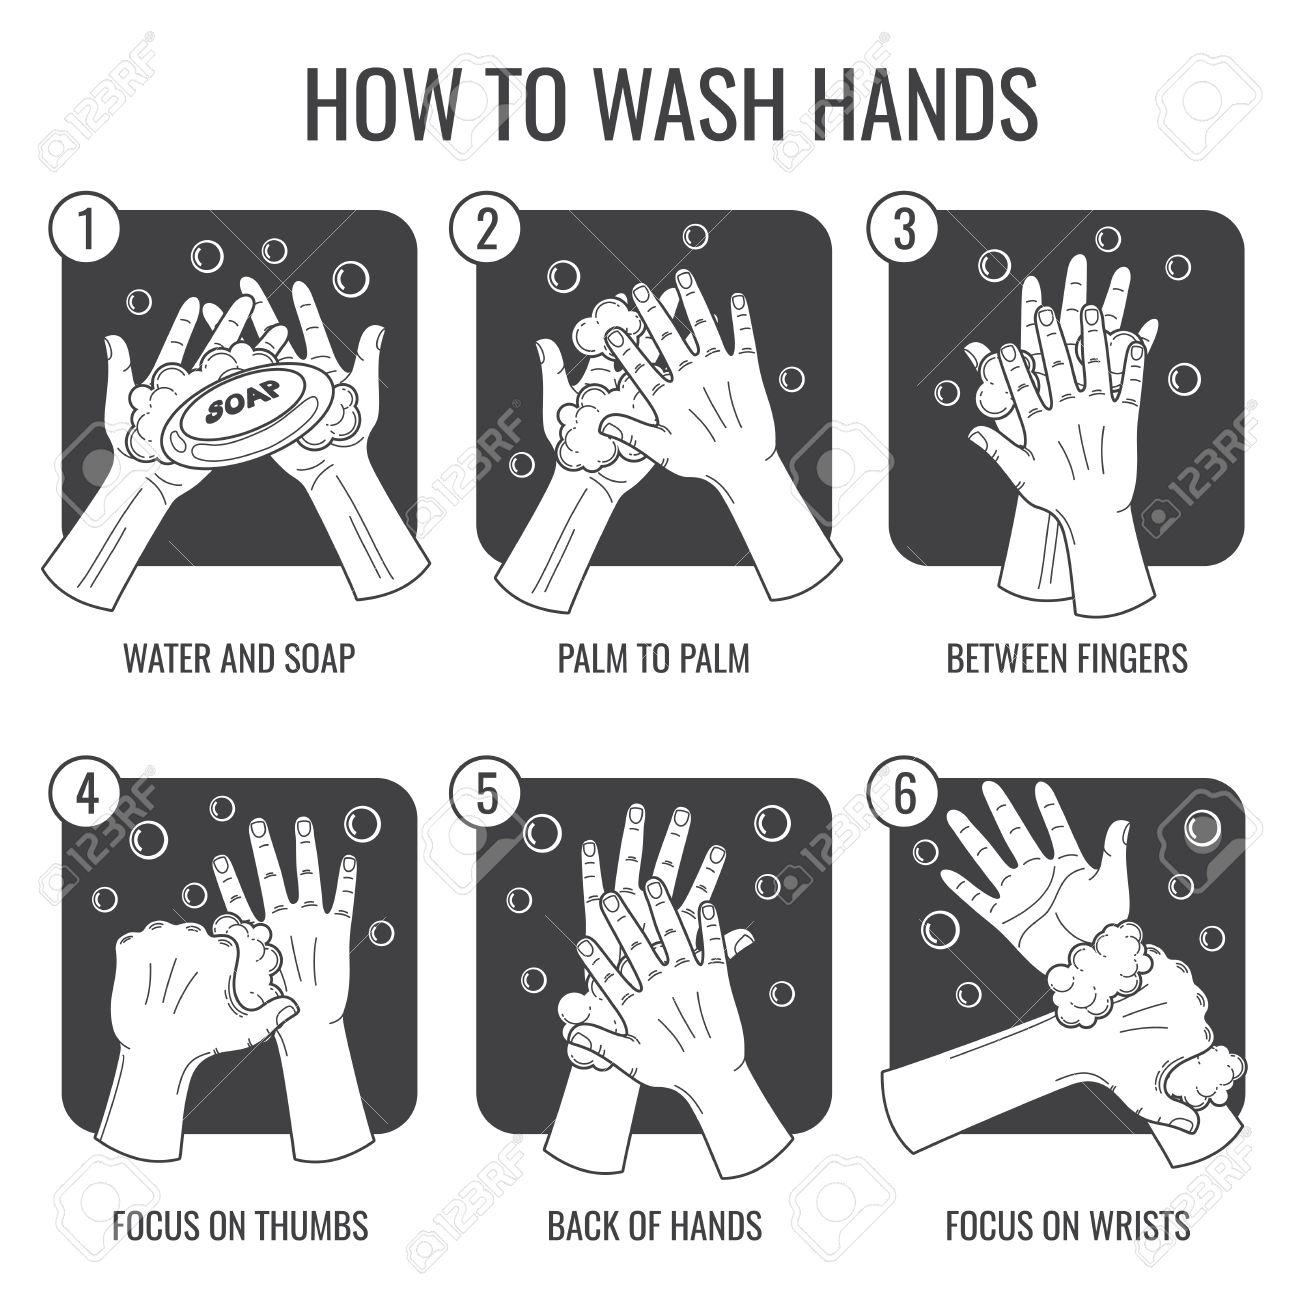 HOW TO WASH HANDS
1
2
3
SOAP
WATER AND SOAP
PALM TO PALM
BETWEEN FINGERS
4
5
6
FOCUS ON THUMBS
BACK OF HANDS
FOCUS ON WRISTS
123RF